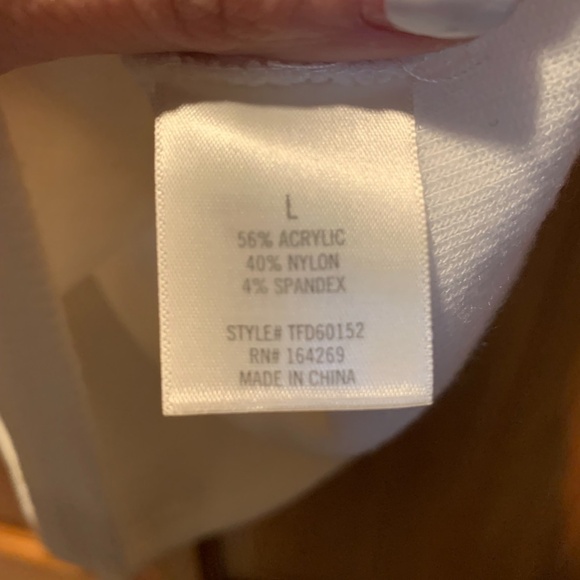 L
56% ACRYLIC
40% NYLON
4% SPANDEX
STYLE# TFD60152
RN# 164269
MADE IN CHINA